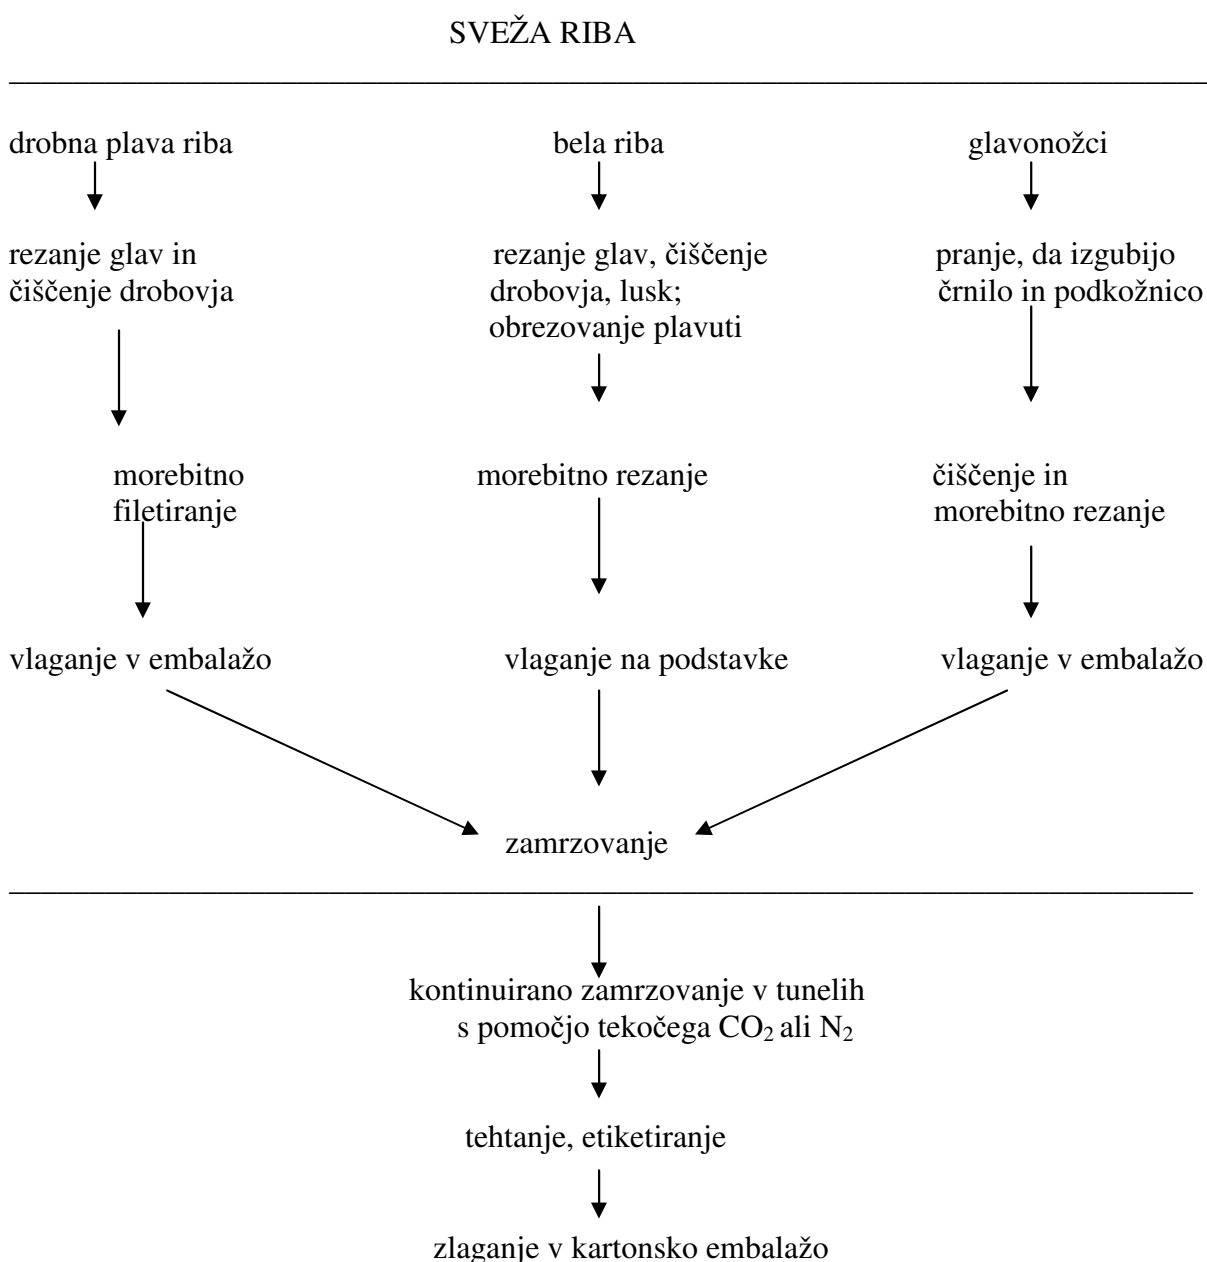 SVEŽA RIBA
drobna plava riba
bela riba
glavonožci
rezanje glav in
čiščenje drobovja
rezanje glav, čiščenje
drobovja, lusk;
obrezovanje plavuti
pranje, da izgubijo
črnilo in podkožnico
morebitno
filetiranje
morebitno rezanje
čiščenje in
morebitno rezanje
vlaganje v embalažo
vlaganje na podstavke
vlaganje v embalažo
zamrzovanje
kontinuirano zamrzovanje v tunelih
s pomočjo tekočega CO₂ ali N₂
tehtanje, etiketiranje
zlaganje v kartonsko embalažo